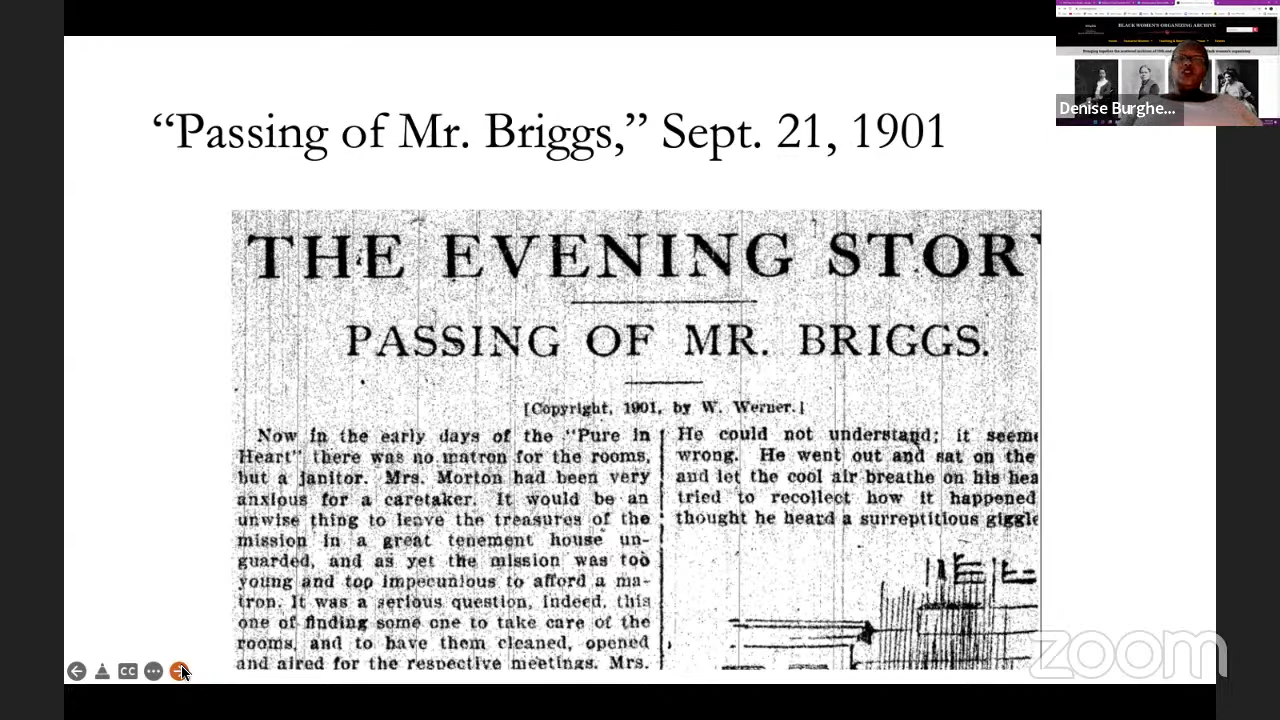 “Passing of Mr. Briggs,” Sept. 21, 1901
THE EVENING STOR
PASSING OF MR. BRIGGS.
[Copyright, 1901, by W. Werner.]
Now in the early days of the "Pure in
Heart" there was no matron for the rooms,
but a janitor. Mrs. Morton had been very
anxious for a caretaker. It would be an
unwise thing to leave the treasures of the
mission in a great tenement house un-
guarded, and as yet the mission was too
young and too impecunious to afford a ma-
tron. It was a serious question, indeed, this
one of finding some one to take care of the
rooms, and to have them cleaned, opened
and aired for the respective meetings. Mrs.
He could not understand; it seeme
wrong. He went out and sat on the
and let the cool air breathe on his hea
tried to recollect how it happened
thought he heard a surreptitious giggle
BLACK WOMEN'S ORGANIZING ARCHIVE
Denise Burghe...
CC
zoom